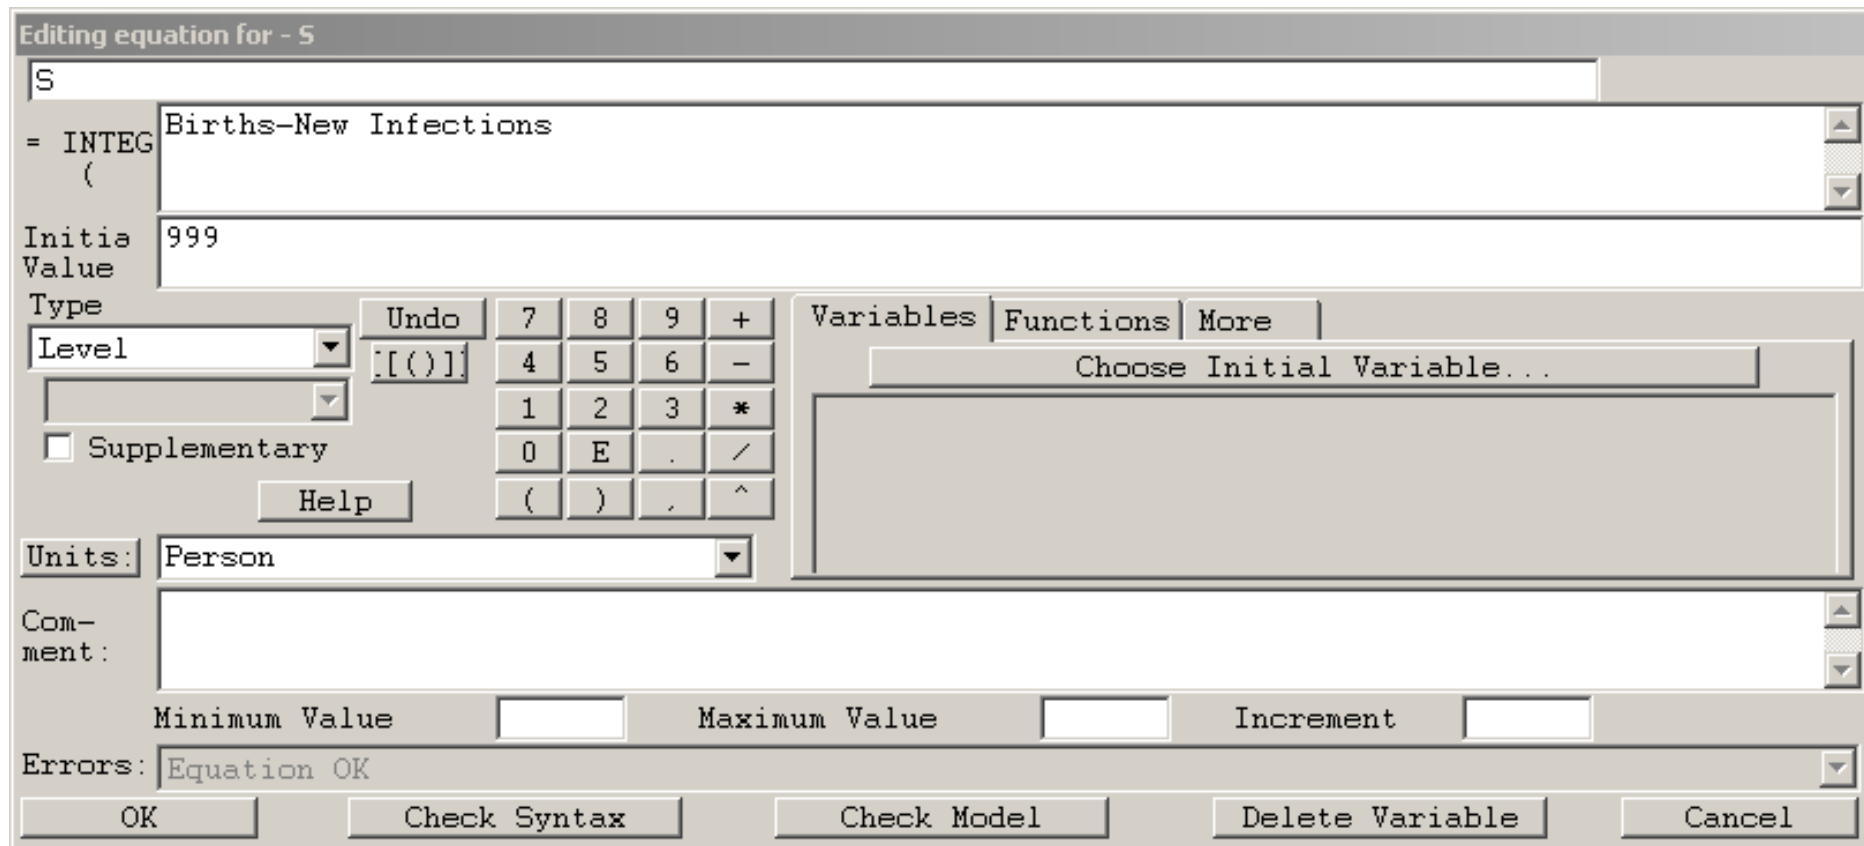 Editing equation for - S
S
= INTEG
(
Births-New Infections
Initia
Value
999
Type
Level
Undo
7 8 9 +
Variables Functions More
[[()]]
4 5 6 -
Choose Initial Variable...
1 2 3 *
Supplementary
0 E . /
Help
( ) , ^
Units: Person
Com-
ment:
Minimum Value Maximum Value Increment
Errors: Equation OK
OK Check Syntax Check Model Delete Variable Cancel